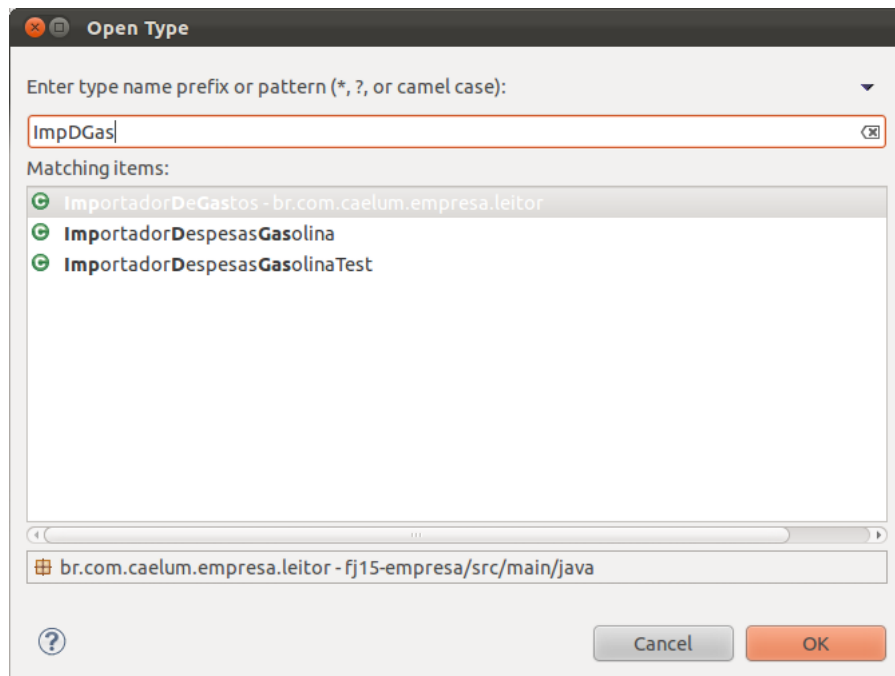 Open Type
Enter type name prefix or pattern (*, ?, or camel case):
ImpDGas
Matching items:
ImportadorDeGastos - br.com.caelum.empresa.leitor
ImportadorDespesasGasolina
ImportadorDespesasGasolinaTest
br.com.caelum.empresa.leitor - fj15-empresa/src/main/java
Cancel OK